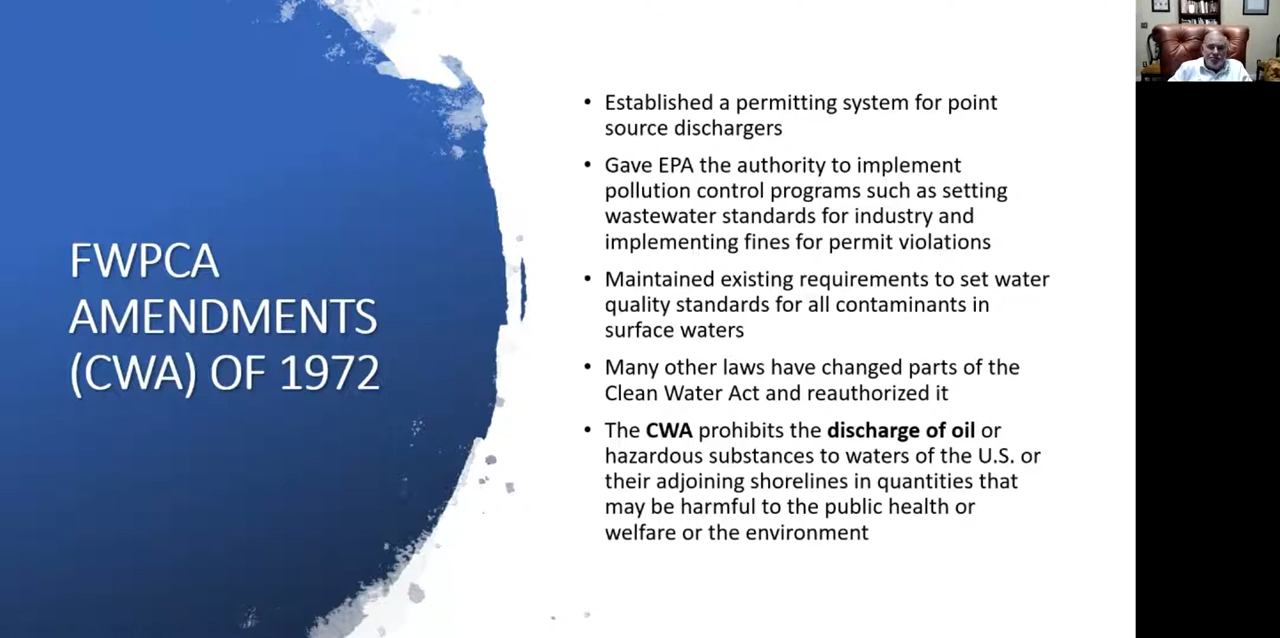 FWPCA
AMENDMENTS
(CWA) OF 1972
• Established a permitting system for point
source dischargers
• Gave EPA the authority to implement
pollution control programs such as setting
wastewater standards for industry and
implementing fines for permit violations
• Maintained existing requirements to set water
quality standards for all contaminants in
surface waters
• Many other laws have changed parts of the
Clean Water Act and reauthorized it
• The CWA prohibits the discharge of oil or
hazardous substances to waters of the U.S. or
their adjoining shorelines in quantities that
may be harmful to the public health or
welfare or the environment